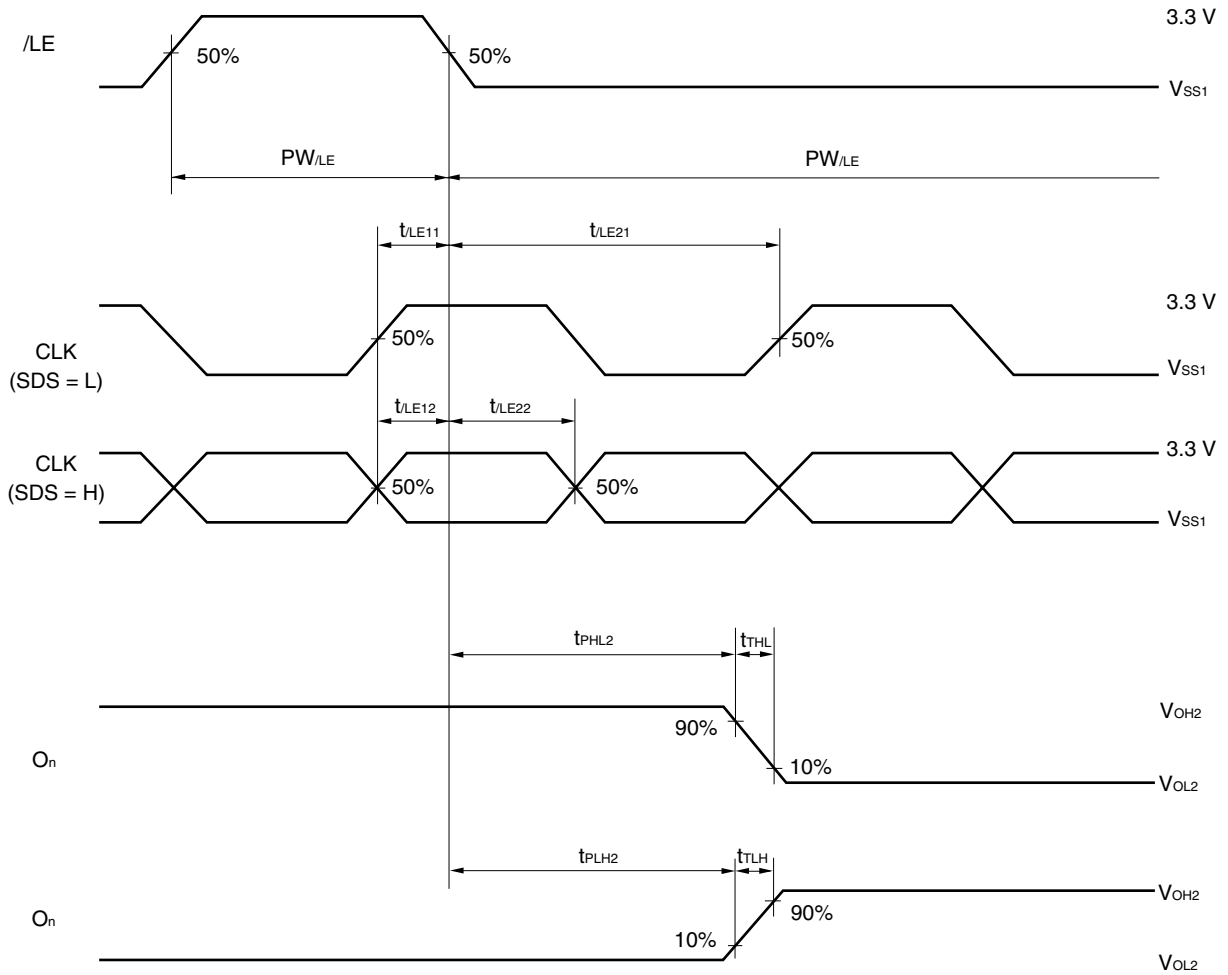 3.3 V
/LE
50%
50%
VSS1
PW/LE
PW/LE
t/LE11
t/LE21
3.3 V
50%
50%
CLK
(SDS = L)
VSS1
t/LE12
t/LE22
3.3 V
CLK
(SDS = H)
50%
50%
VSS1
tPHL2
tTHL
VOH2
90%
On
10%
VOL2
tPLH2
tTLH
VOH2
On
90%
10%
VOL2